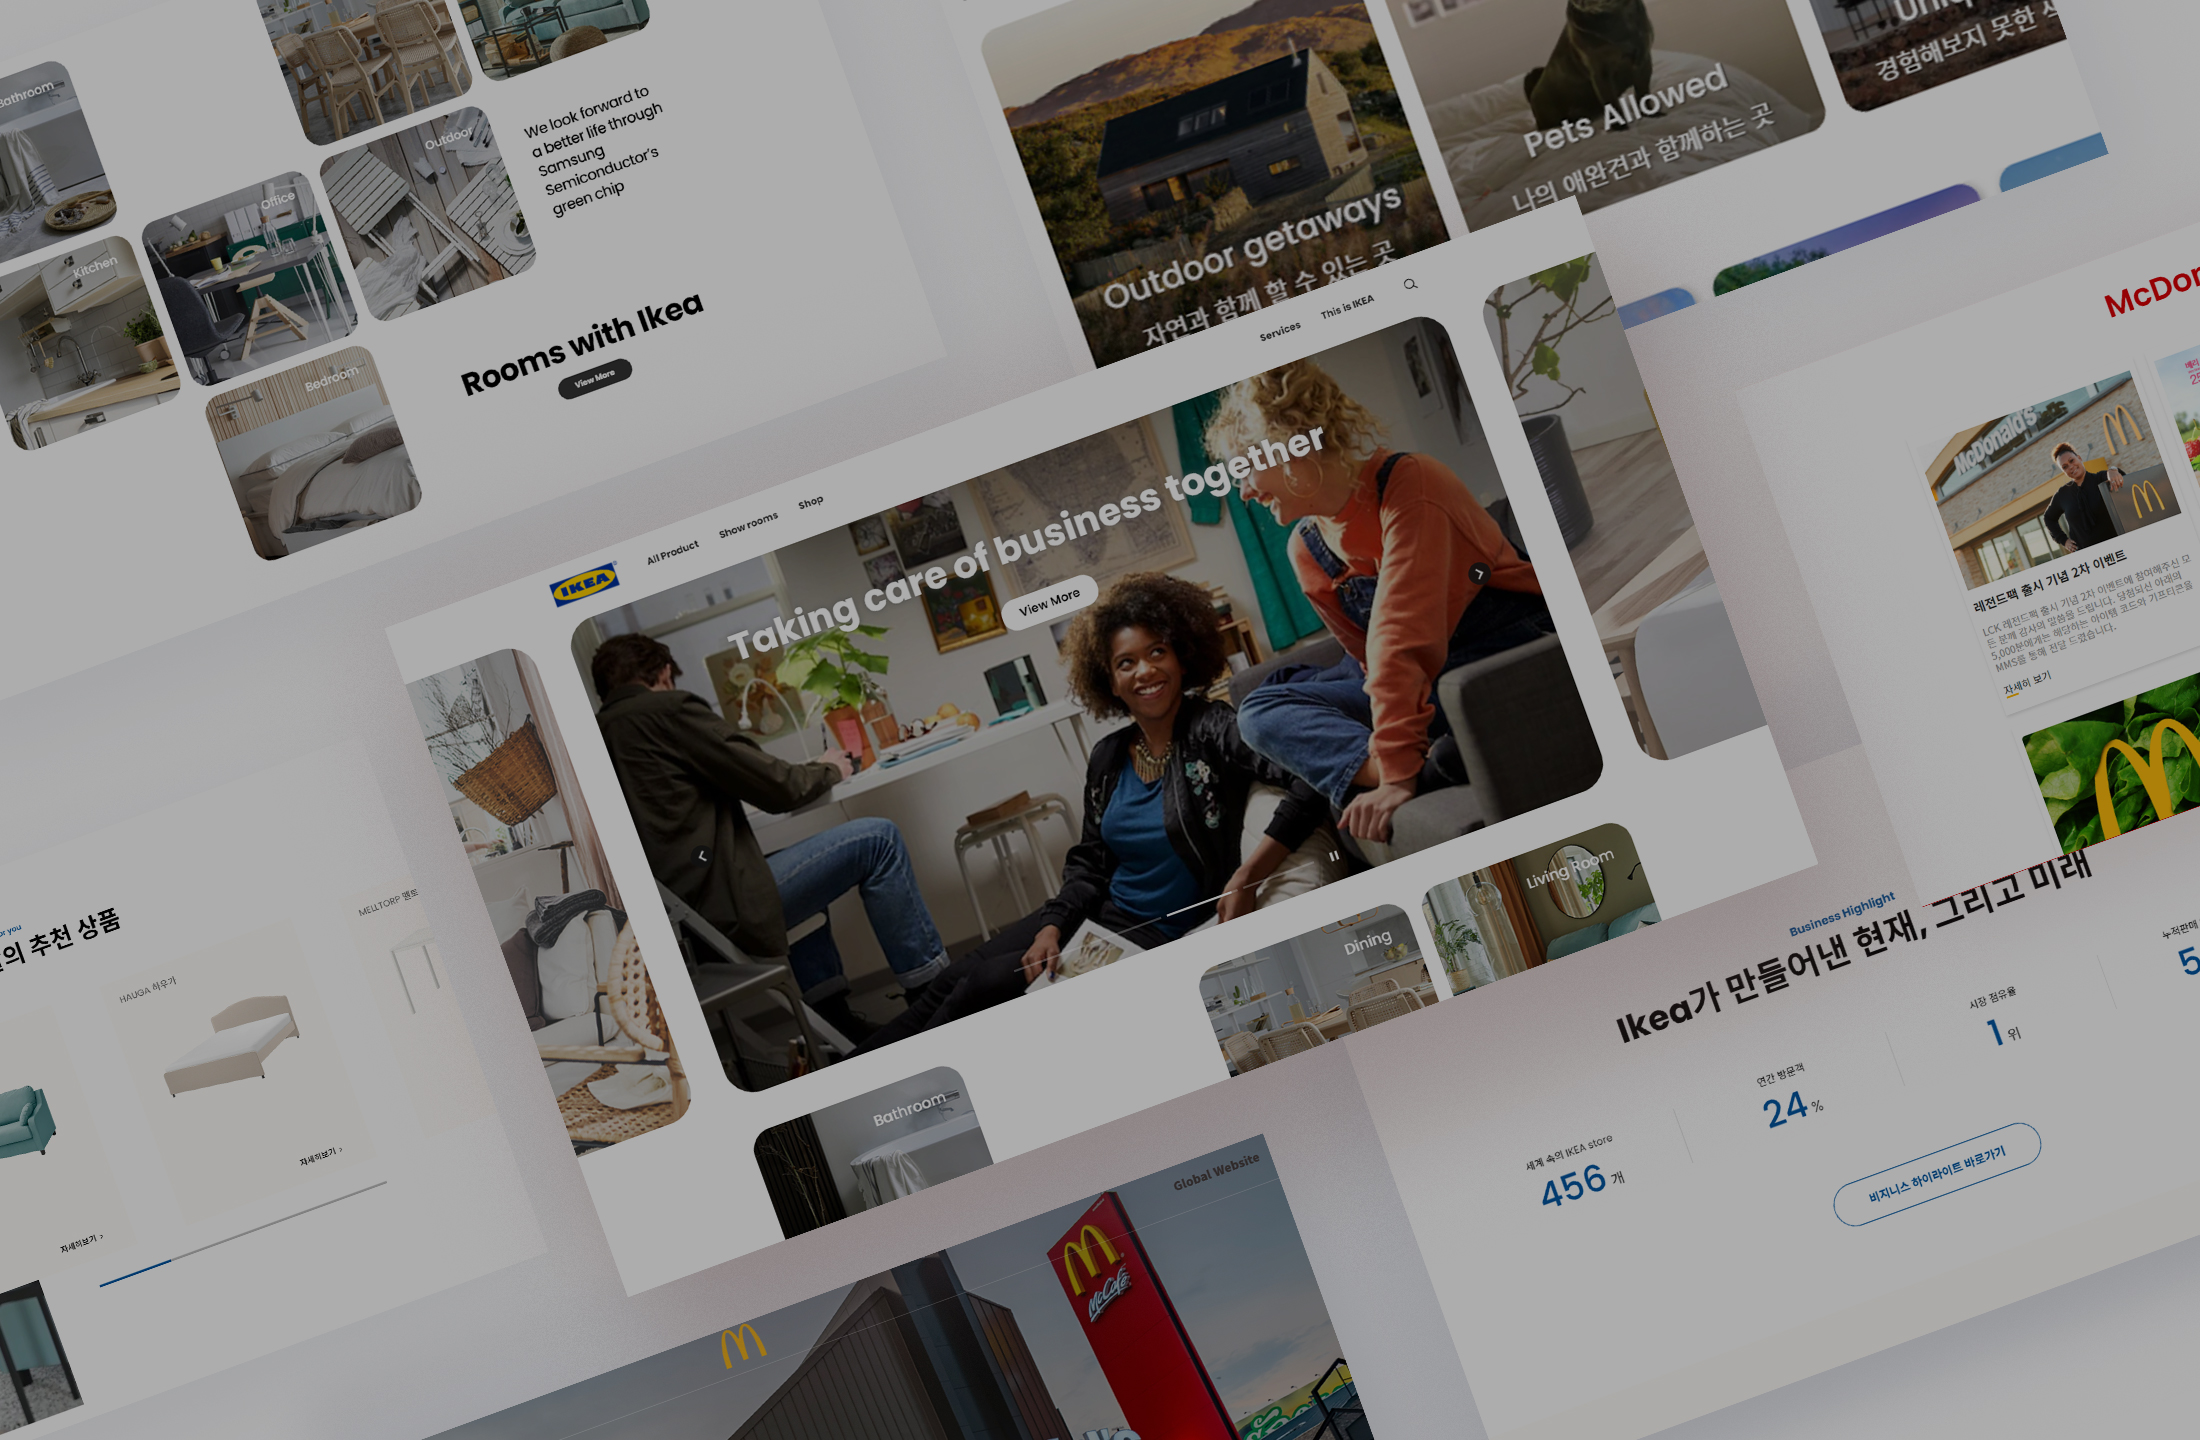 Bathroom
Outdoor
Office
Kitchen
Bedroom
We look forward to
a better life through
Samsung
Semiconductor's
green chip
Rooms with Ikea
View More
Outdoor getaways
자연과 함께 할 수 있는 곳
Pets Allowed
나의 애완견과 함께하는 곳
경험해보지 못한
IKEA
All Product
Show rooms
Shop
Services
This is IKEA
Taking care of business together
View More
Living Room
Dining
Bathroom
McDonald's
레전드팩 출시 기념 2차 이벤트
LCK 레전드팩 출시 기념 2차 이벤트에 참여해주신 모
든 분께 감사의 말씀을 드립니다. 당첨되신 아래의
5,000분에게는 해당하는 아이템 코드와 기프티콘을
MMS를 통해 전달 드렸습니다.
자세히 보기
or you
의 추천 상품
HAUGA 하우가
MELLTORP 멜토
자세히보기 >
자세히보기 >
Global Website
McCafé
Business Highlight
Ikea가 만들어낸 현재, 그리고 미래
세계 속의 IKEA store
456 개
연간 방문객
24 %
시장 점유율
1 위
누적판매
5
비지니스 하이라이트 바로가기